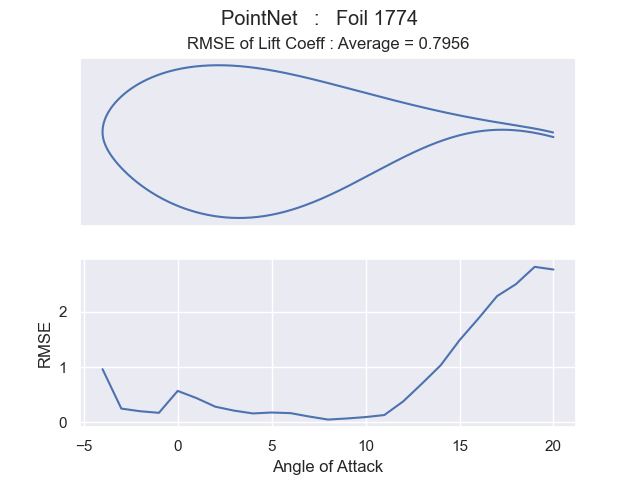 PointNet : Foil 1774
RMSE of Lift Coeff : Average = 0.7956
RMSE
2
1
0
−5 0 5 10 15 20
Angle of Attack